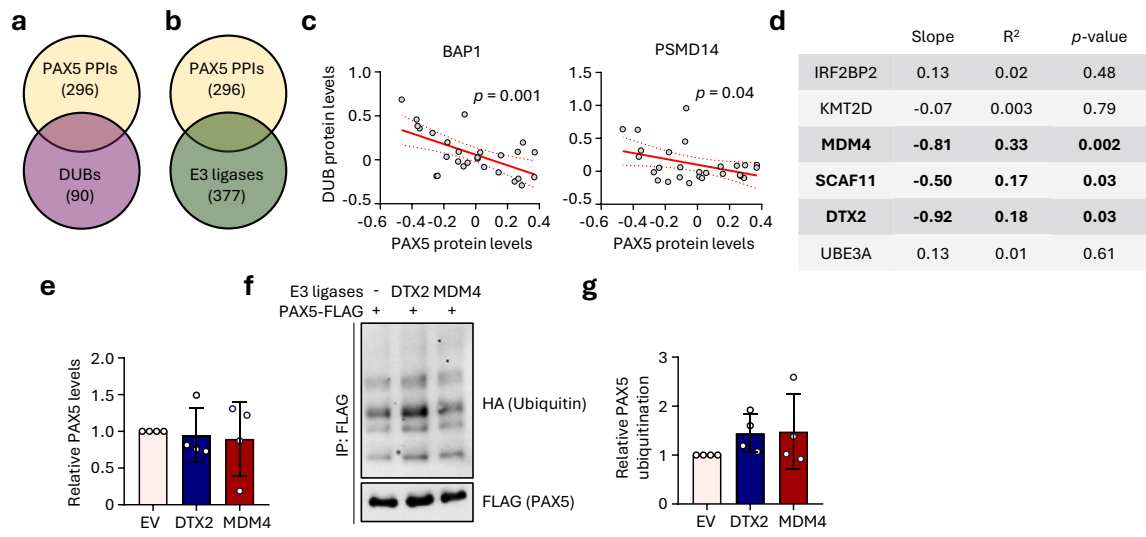 a
PAX5 PPIs
(296)
DUBs
(90)
b
PAX5 PPIs
(296)
E3 ligases
(377)
c
BAP1
DUB protein levels
1.0
0.5
0
-0.5
p = 0.001
-0.6 -0.4 -0.2 0 0.2 0.4
PAX5 protein levels
PSMD14
1.5
1.0
0.5
0
-0.5
p = 0.04
-0.6 -0.4 -0.2 0 0.2 0.4
PAX5 protein levels
d
Slope R² p-value
IRF2BP2 0.13 0.02 0.48
KMT2D -0.07 0.003 0.79
MDM4 -0.81 0.33 0.002
SCAF11 -0.50 0.17 0.03
DTX2 -0.92 0.18 0.03
UBE3A 0.13 0.01 0.61
e
Relative PAX5 levels
2.0
1.5
1.0
0.5
0
EV DTX2 MDM4
f
E3 ligases - DTX2 MDM4
PAX5-FLAG + + +
IP: FLAG
HA (Ubiquitin)
FLAG (PAX5)
g
Relative PAX5
ubiquitination
3
2
1
0
EV DTX2 MDM4